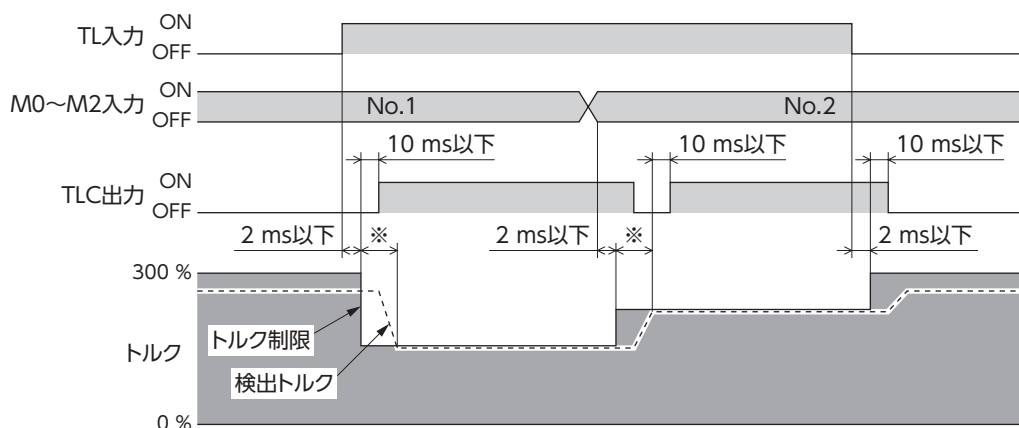 ON
TL入力
OFF
ON
M0～M2入力
No.1
No.2
OFF
10 ms以下
10 ms以下
10 ms以下
ON
TLC出力
OFF
2 ms以下
※
2 ms以下
※
2 ms以下
300 %
トルク制限
トルク
検出トルク
0 %